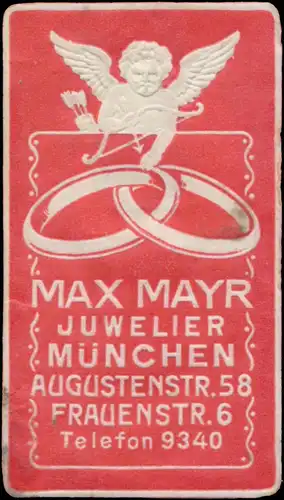 MAX MAYR
JUWELIER
MÜNCHEN
AUGUSTENSTR.58
FRAUENSTR.6
Telefon 9340